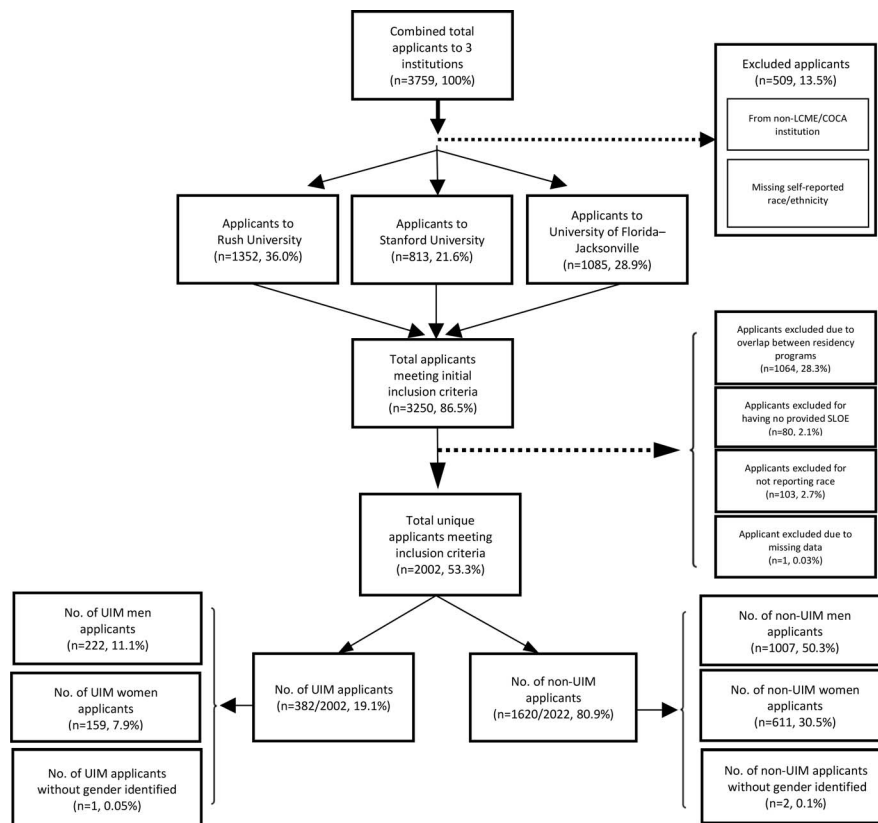 Combined total
applicants to 3
institutions
(n=3759, 100%)
Excluded applicants
(n=509, 13.5%)
From non-LCME/COCA
institution
Missing self-reported
race/ethnicity
Applicants to
Rush University
(n=1352, 36.0%)
Applicants to
Stanford University
(n=813, 21.6%)
Applicants to
University of Florida–
Jacksonville
(n=1085, 28.9%)
Total applicants
meeting initial
inclusion criteria
(n=3250, 86.5%)
Applicants excluded due to
overlap between residency
programs
(n=1064, 28.3%)
Applicants excluded for
having no provided SLOE
(n=80, 2.1%)
Applicants excluded for
not reporting race
(n=103, 2.7%)
Applicant excluded due to
missing data
(n=1, 0.03%)
Total unique
applicants meeting
inclusion criteria
(n=2002, 53.3%)
No. of UIM men
applicants
(n=222, 11.1%)
No. of UIM women
applicants
(n=159, 7.9%)
No. of UIM applicants
without gender identified
(n=1, 0.05%)
No. of UIM applicants
(n=382/2002, 19.1%)
No. of non-UIM
applicants
(n=1620/2022, 80.9%)
No. of non-UIM men
applicants
(n=1007, 50.3%)
No. of non-UIM women
applicants
(n=611, 30.5%)
No. of non-UIM applicants
without gender identified
(n=2, 0.1%)